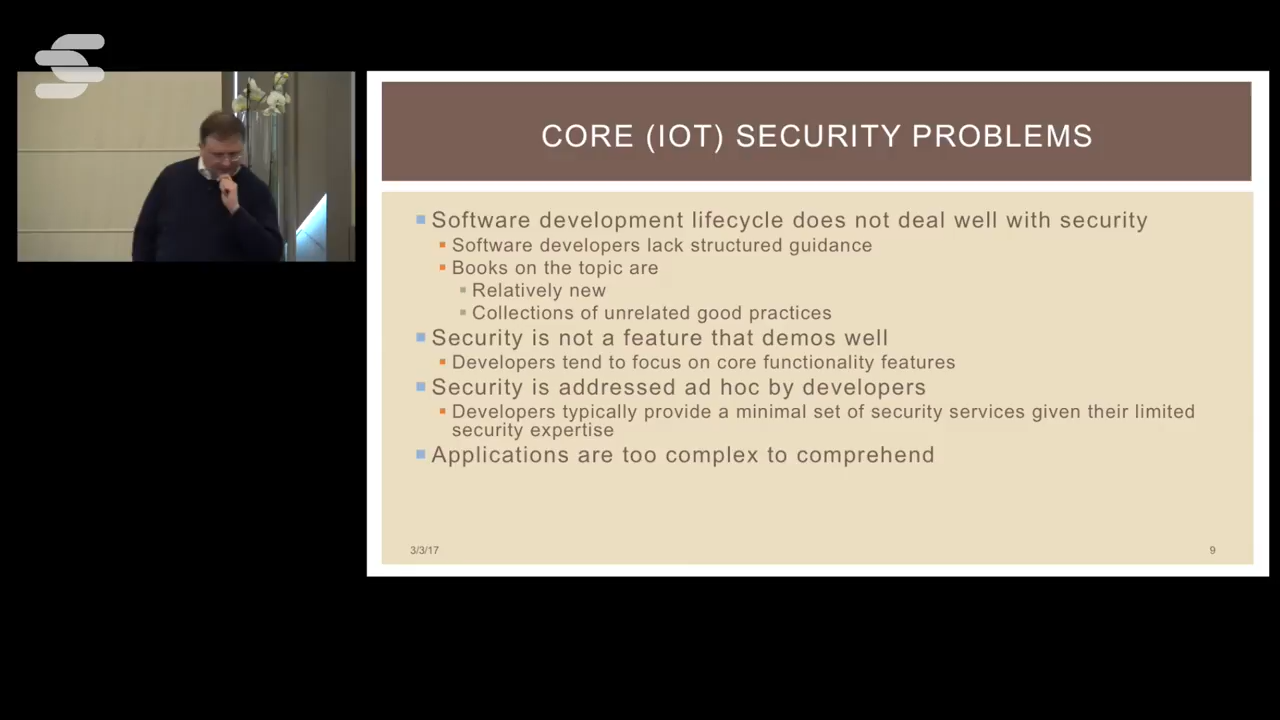 CORE (IOT) SECURITY PROBLEMS
Software development lifecycle does not deal well with security
Software developers lack structured guidance
Books on the topic are
Relatively new
Collections of unrelated good practices
Security is not a feature that demos well
Developers tend to focus on core functionality features
Security is addressed ad hoc by developers
Developers typically provide a minimal set of security services given their limited
security expertise
Applications are too complex to comprehend
3/3/17
9